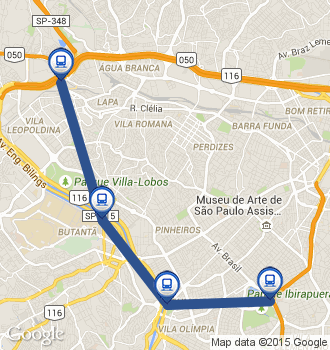 SP-348
Av. Braz Leme
050
050
ÁGUA BRANCA
116
LAPA
R. Clélia
BOM RETIRO
VILA
LEOPOLDINA
VILA ROMANA
BARRA FUNDA
PERDIZES
Av. Eng. Billings
Parque Villa-Lobos
116
Museu de Arte de
São Paulo Assis...
SP
5
BUTANTÃ
PINHEIROS
Av. Brasil
Parque Ibirapuera
116
VILA OLÍMPIA
Google
Map data ©2015 Google